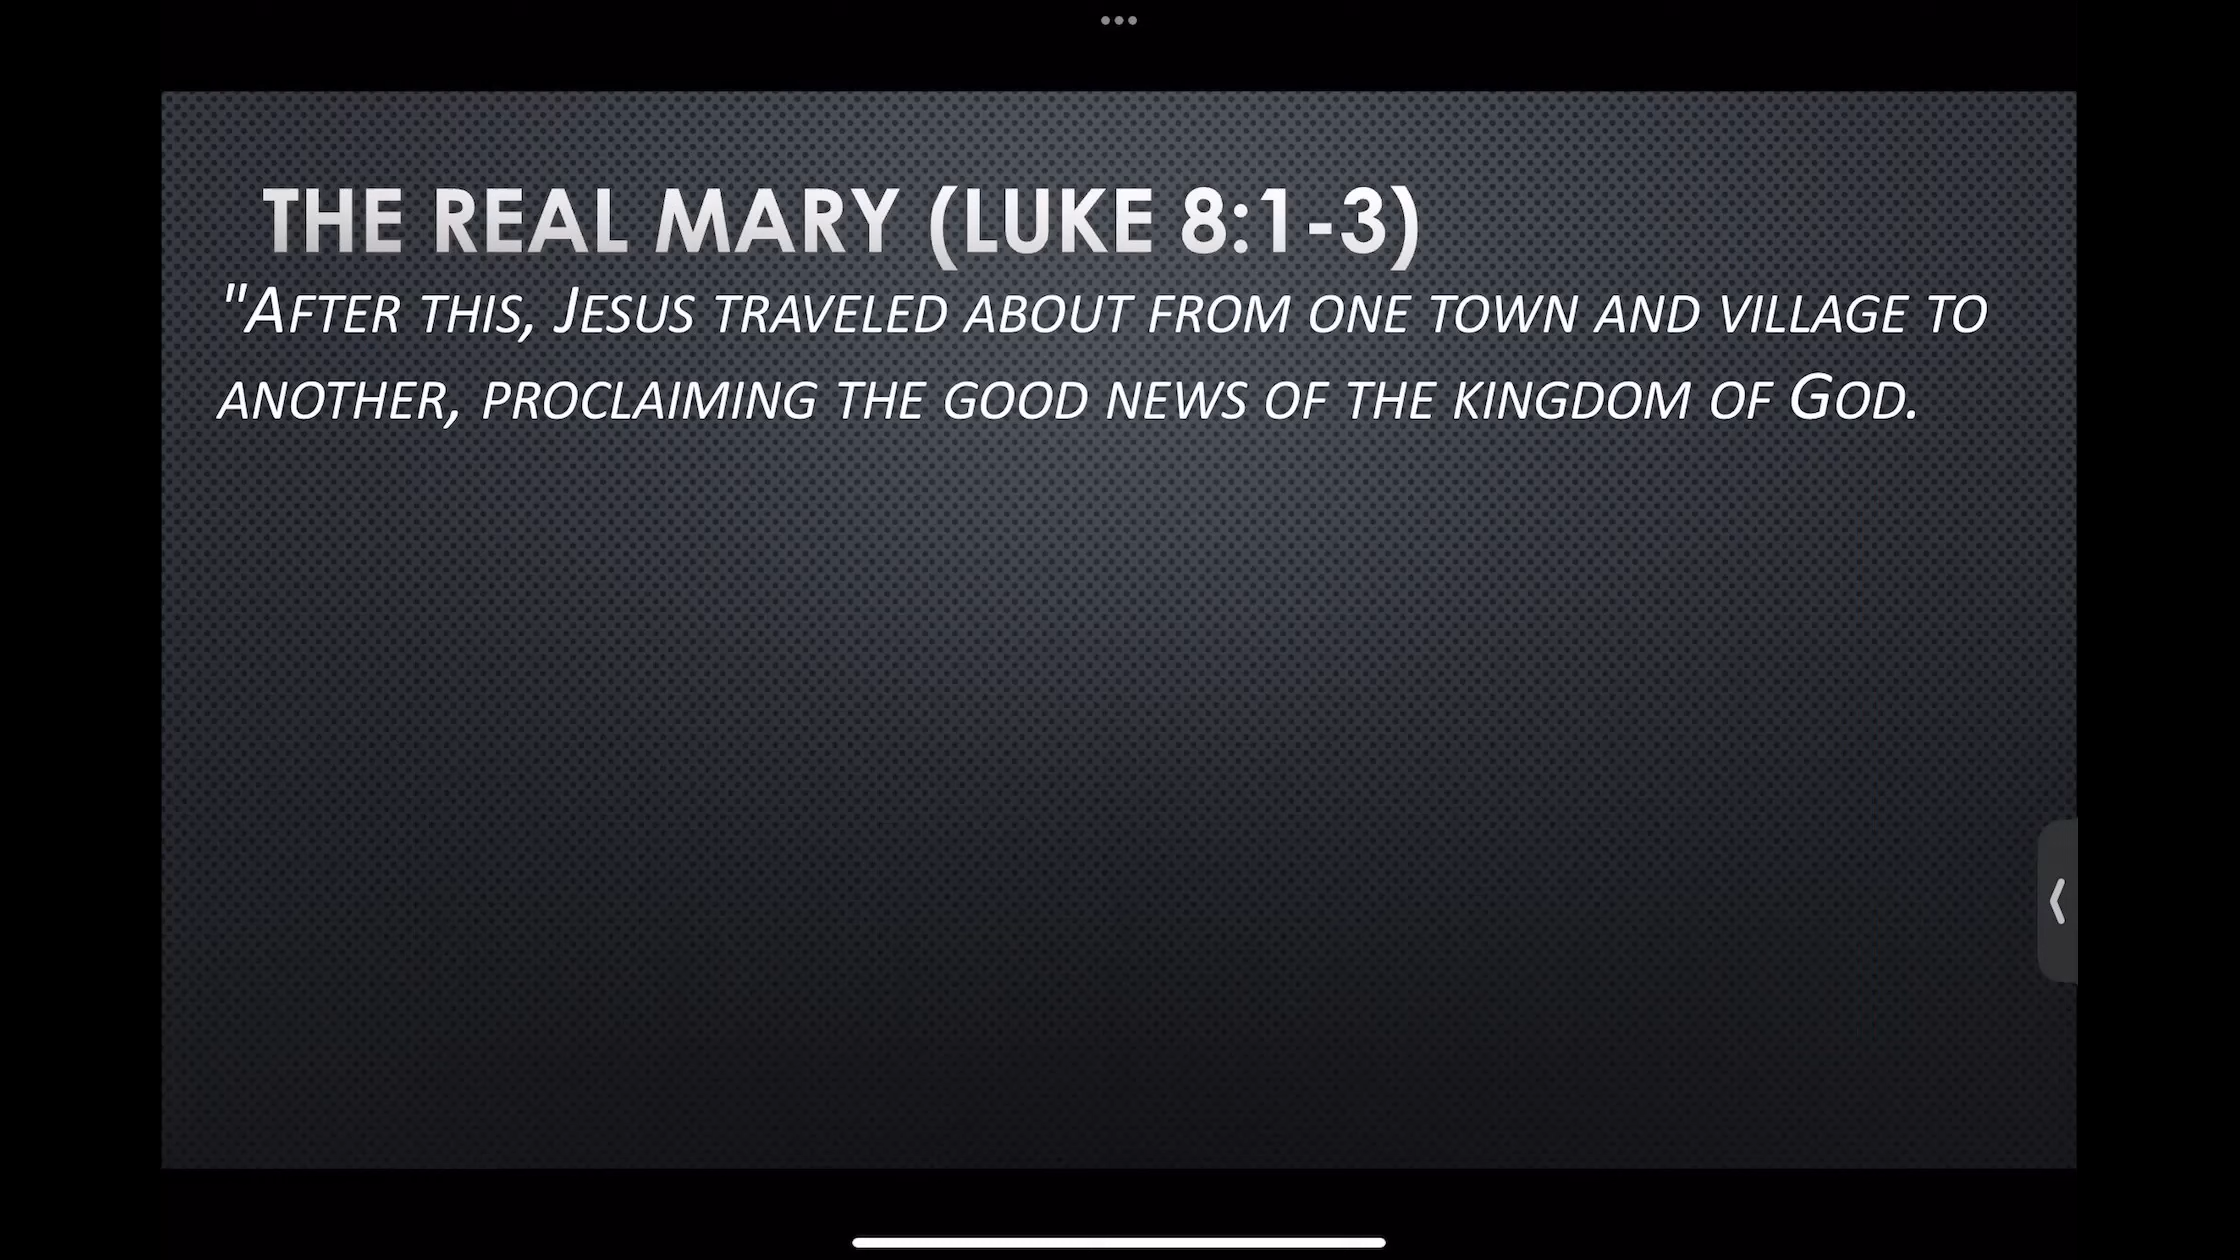 THE REAL MARY (LUKE 8:1-3)
"AFTER THIS, JESUS TRAVELED ABOUT FROM ONE TOWN AND VILLAGE TO
ANOTHER, PROCLAIMING THE GOOD NEWS OF THE KINGDOM OF GOD.